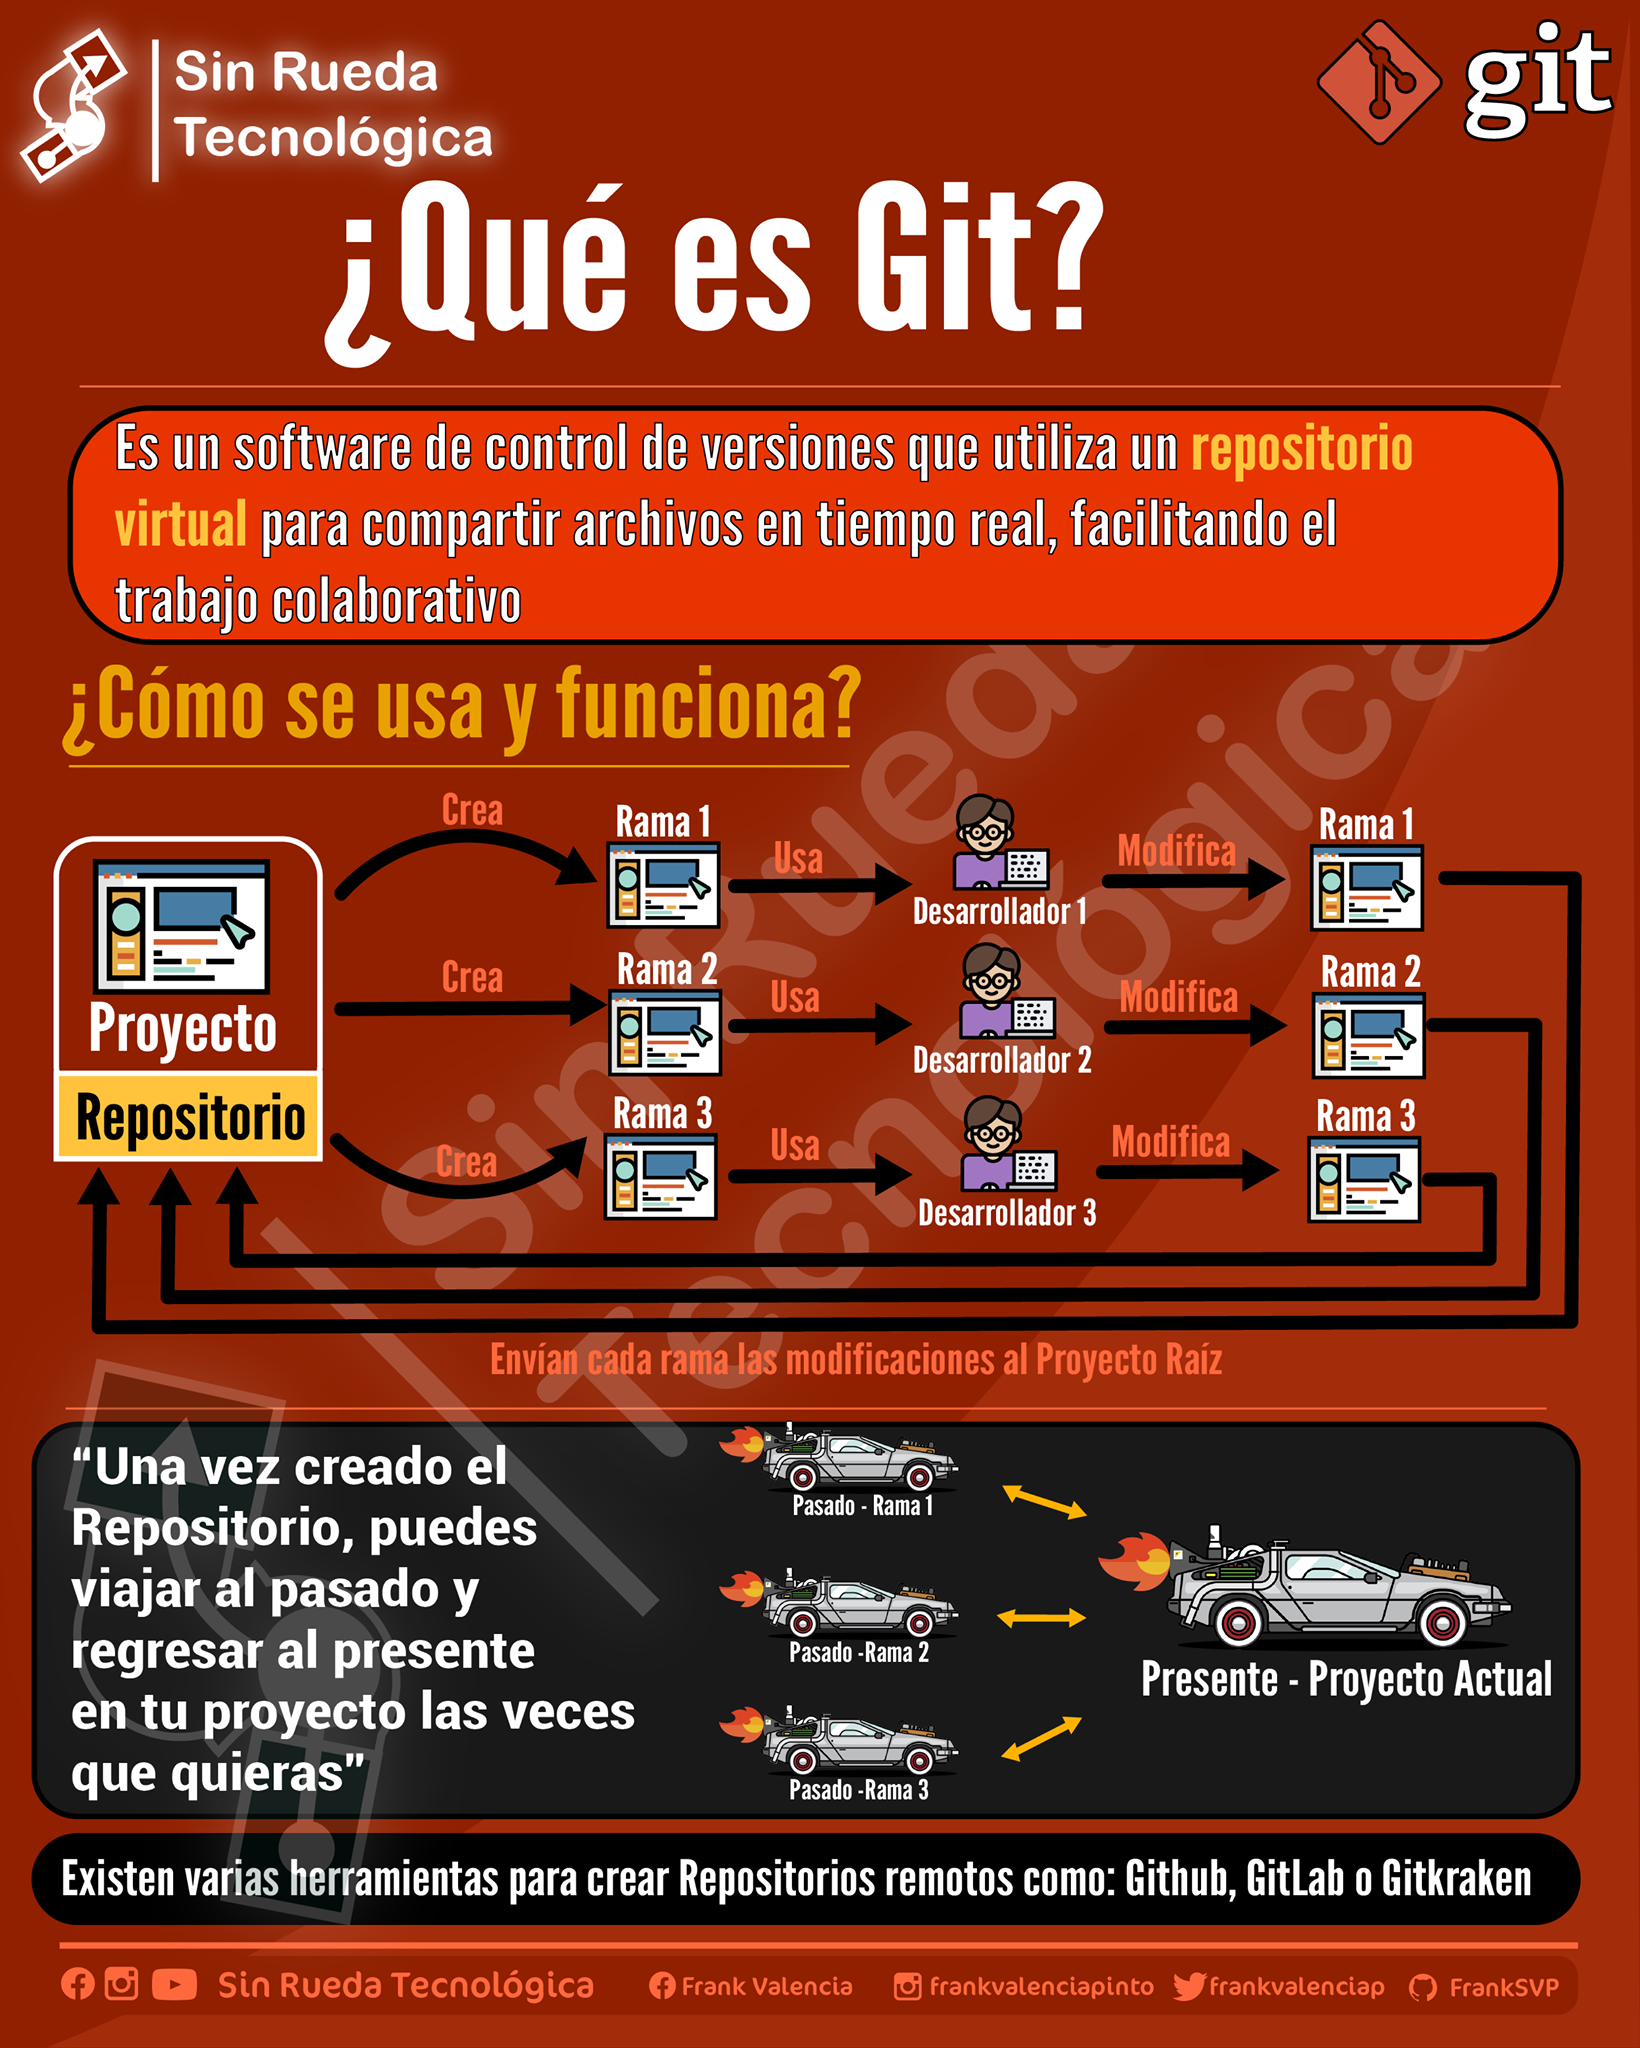 Sin Rueda
Tecnológica
git
¿Qué es Git?
Es un software de control de versiones que utiliza un repositorio
virtual para compartir archivos en tiempo real, facilitando el
trabajo colaborativo
¿Cómo se usa y funciona?
Crea
Rama 1
Usa
Desarrollador 1
Modifica
Rama 1
Proyecto
Repositorio
Crea
Rama 2
Usa
Desarrollador 2
Modifica
Rama 2
Crea
Rama 3
Usa
Desarrollador 3
Modifica
Rama 3
Sin Rueda
Tecnológica
Envían cada rama las modificaciones al Proyecto Raíz
“Una vez creado el
Repositorio, puedes
viajar al pasado y
regresar al presente
en tu proyecto las veces
que quieras”
Pasado - Rama 1
Pasado -Rama 2
Pasado -Rama 3
Presente - Proyecto Actual
Existen varias herramientas para crear Repositorios remotos como: Github, GitLab o Gitkraken
Sin Rueda Tecnológica
Frank Valencia
frankvalenciapinto
frankvalenciap
FrankSVP